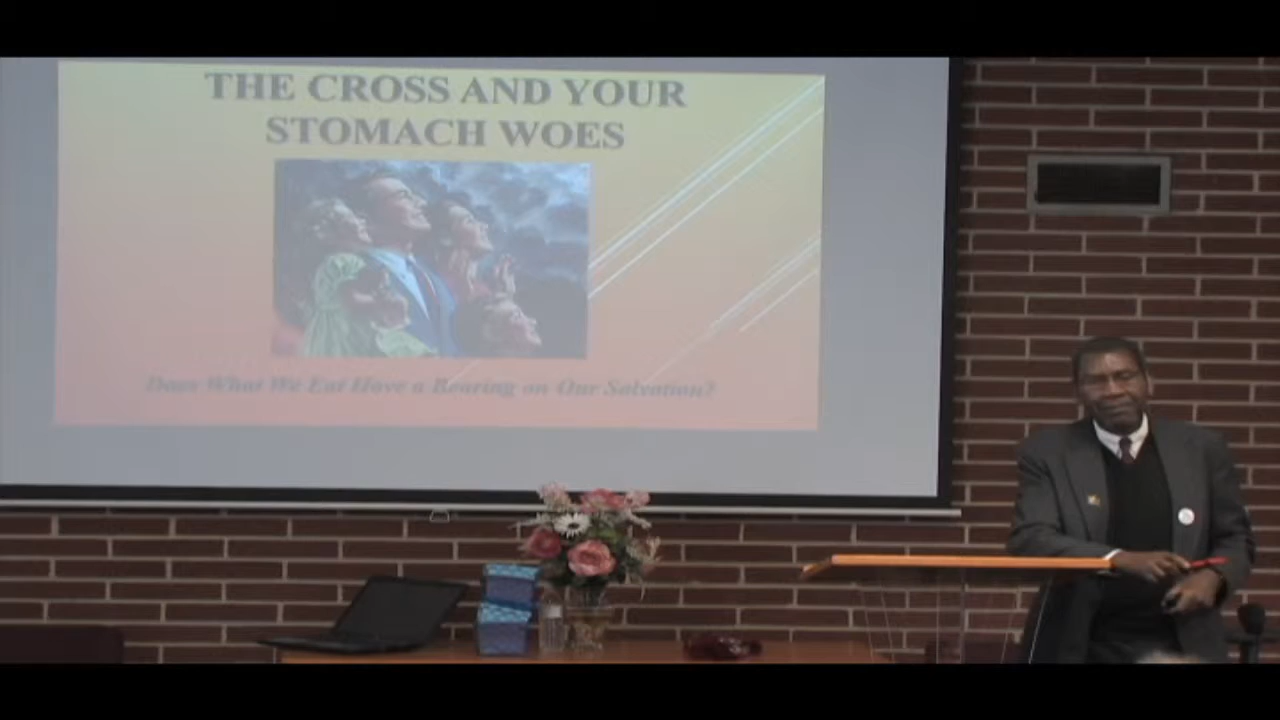 THE CROSS AND YOUR
STOMACH WOES
Does What We Eat Have a Bearing on Our Salvation?